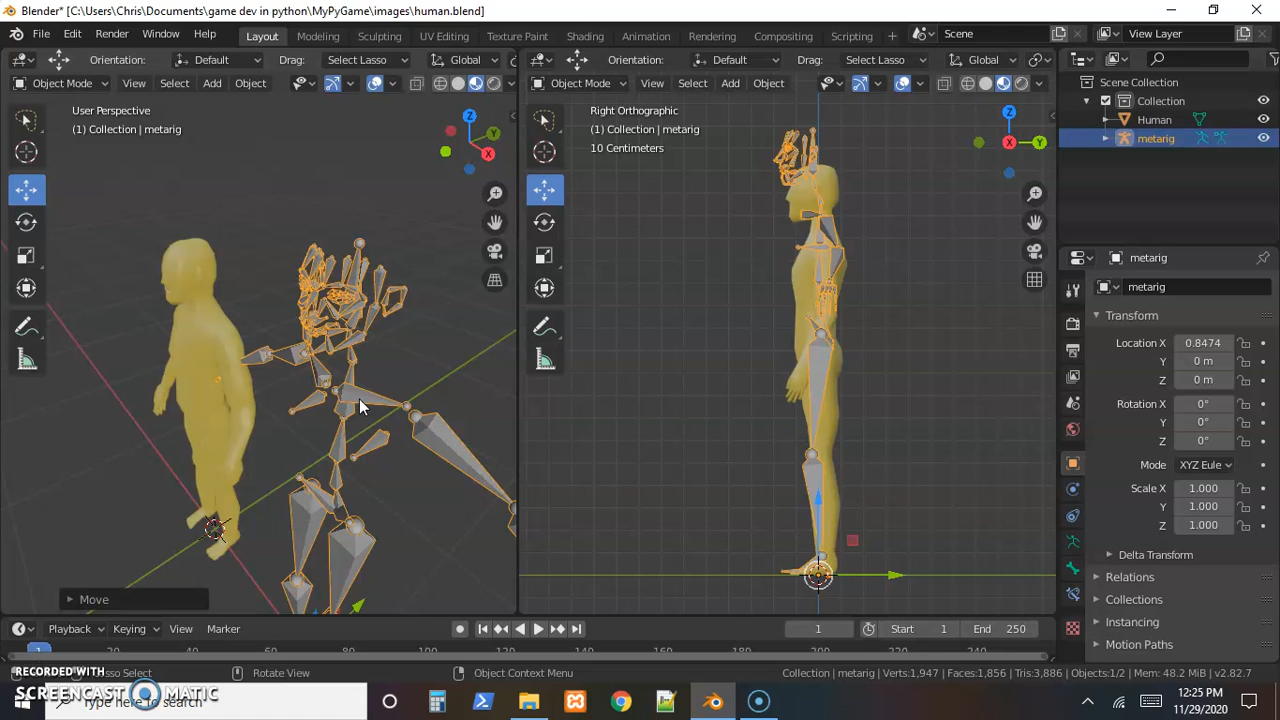 Blender* [C:\Users\Chris\Documents\game dev in python\MyPyGame\images\human.blend]
File Edit Render Window Help Layout Modeling Sculpting UV Editing Texture Paint Shading Animation Rendering Compositing Scripting + Scene View Layer
Orientation: Default Drag: Select Lasso Global Orientation: Default Drag: Select Lasso Global
Object Mode View Select Add Object Object Mode View Select Add Object
Scene Collection
Collection
Human
metarig
User Perspective
(1) Collection | metarig
Z
Y
X
Right Orthographic
(1) Collection | metarig
10 Centimeters
Z
X
Y
metarig
metarig
Transform
Location X 0.8474
Y 0 m
Z 0 m
Rotation X 0°
Y 0°
Z 0°
Mode XYZ Eule
Scale X 1.000
Y 1.000
Z 1.000
Delta Transform
Relations
Collections
Instancing
Motion Paths
Move
Playback Keying View Marker 1 Start 1 End 250
1 20 40 60 80 100 120 140 160 180 200 220 240
RECORDED WITH
SCREENCAST MATIC
Lasso Select Rotate View Object Context Menu Collection | metarig | Verts:1,947 | Faces:1,856 | Tris:3,886 | Objects:1/2 | Mem: 48.2 MiB | v2.82.7
Type here to search
12:25 PM
11/29/2020